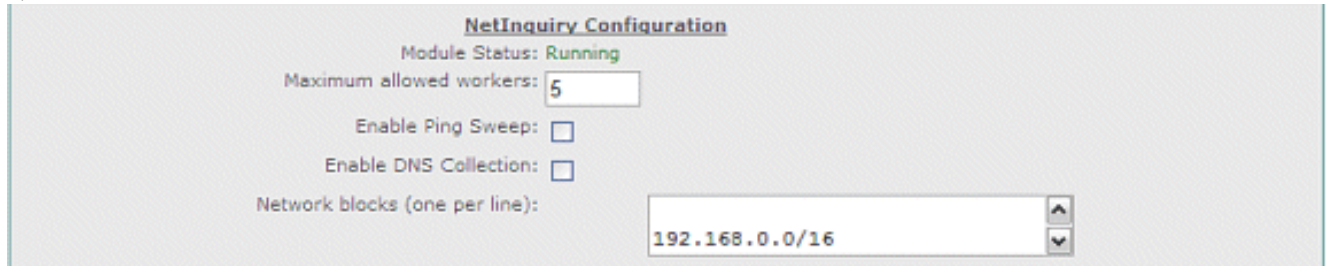 NetInquiry Configuration
Module Status: Running
Maximum allowed workers: 5
Enable Ping Sweep:
Enable DNS Collection:
Network blocks (one per line):
192.168.0.0/16